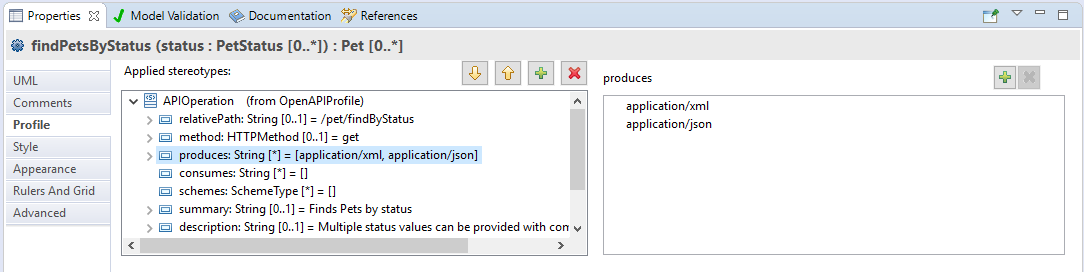 Properties
Model Validation
Documentation
References
findPetsByStatus (status : PetStatus [0..*]) : Pet [0..*]
UML
Comments
Profile
Style
Appearance
Rulers And Grid
Advanced
Applied stereotypes:
APIOperation (from OpenAPIProfile)
relativePath: String [0..1] = /pet/findByStatus
method: HTTPMethod [0..1] = get
produces: String [*] = [application/xml, application/json]
consumes: String [*] = []
schemes: SchemeType [*] = []
summary: String [0..1] = Finds Pets by status
description: String [0..1] = Multiple status values can be provided with com
produces
application/xml
application/json